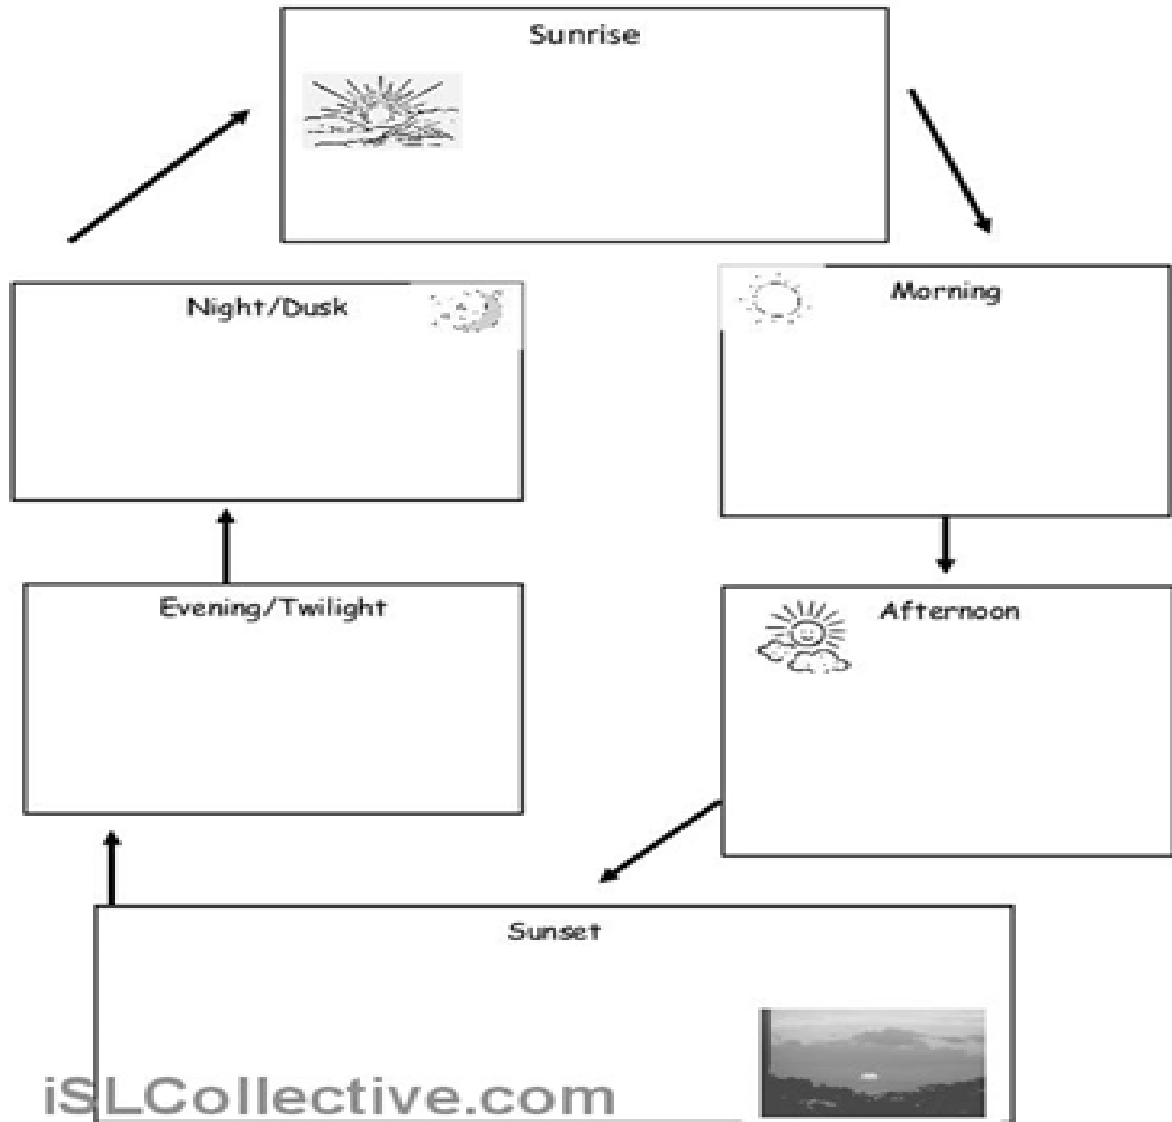 Sunrise
Morning
Afternoon
Sunset
Evening/Twilight
Night/Dusk
iSLCollective.com